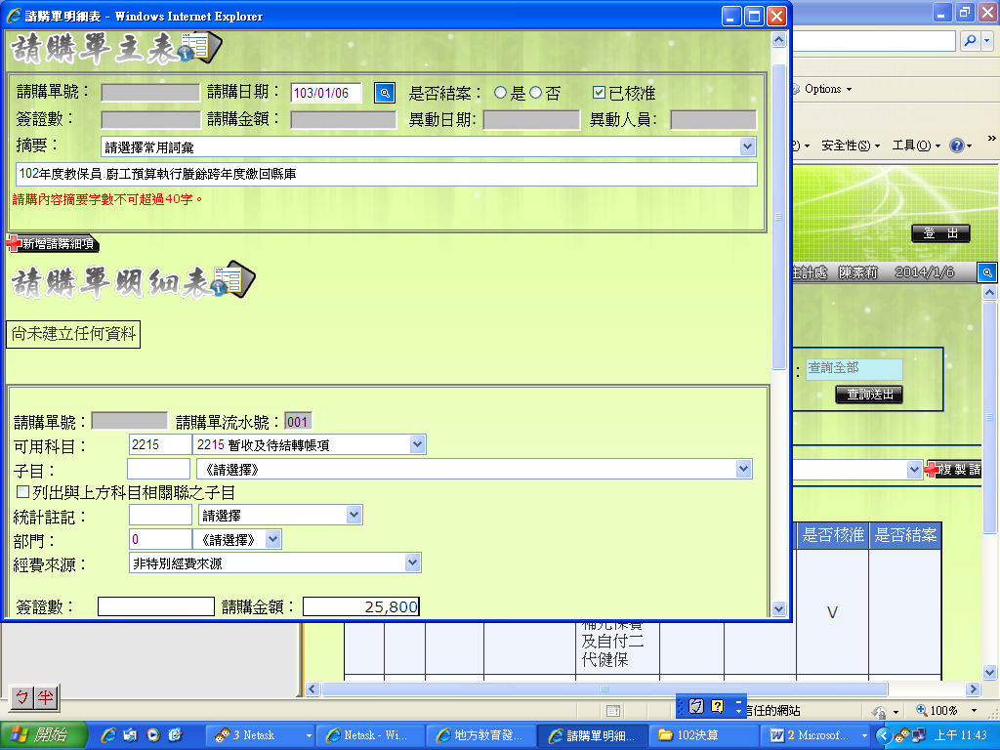 請購單明細表 - Windows Internet Explorer
請購單主表
請購單號： 請購日期： 103/01/06 是否結案： 是 否 已核准
簽證數： 請購金額： 異動日期: 異動人員:
摘要： 請選擇常用詞彙
102年度教保員.廚工預算執行賸餘跨年度繳回縣庫
請購內容摘要字數不可超過40字。
新增請購細項
請購單明細表
尚未建立任何資料
請購單號： 請購單流水號： 001
可用科目： 2215 2215 暫收及待結轉帳項
子目： 《請選擇》
列出與上方科目相關聯之子目
統計註記： 請選擇
部門： 0 《請選擇》
經費來源： 非特別經費來源
簽證數： 請購金額： 25,800
Options
安全性(S) 工具(O)
登 出
主計處 陳素莉 2014/1/6
： 查詢全部
查詢送出
複製請
是否核准 是否結案
V
補充保費
及自付二
代健保
信任的網站 100%
ㄅ 半
開始 3 Netask Netask - Wi... 地方教育發... 請購單明細... 102決算 2 Microsof... 上午 11:43